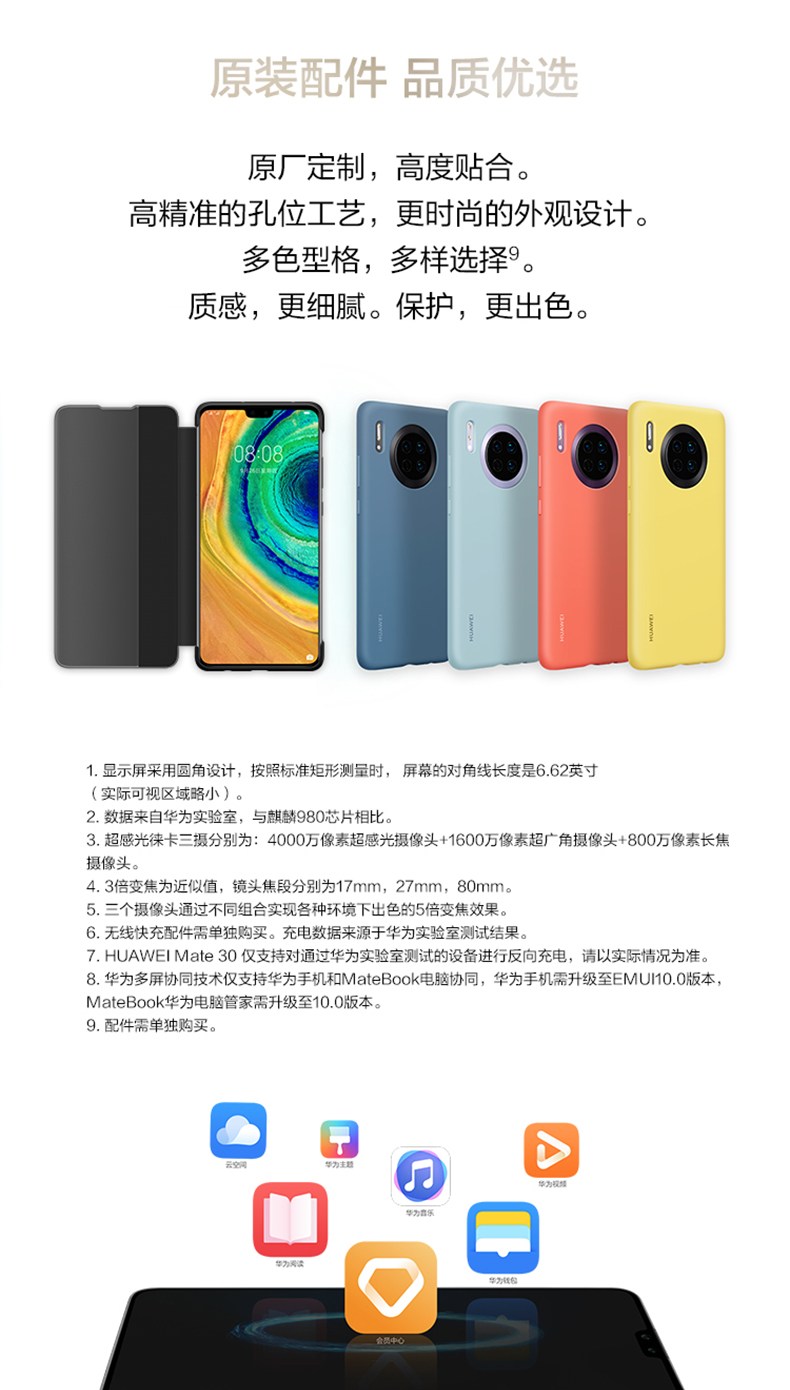 原装配件 品质优选
原厂定制，高度贴合。
高精准的孔位工艺，更时尚的外观设计。
多色型格，多样选择9。
质感，更细腻。保护，更出色。
08:08
HUAWEI
HUAWEI
HUAWEI
HUAWEI
1. 显示屏采用圆角设计，按照标准矩形测量时， 屏幕的对角线长度是6.62英寸
（实际可视区域略小）。
2. 数据来自华为实验室，与麒麟980芯片相比。
3. 超感光徕卡三摄分别为：4000万像素超感光摄像头+1600万像素超广角摄像头+800万像素长焦
摄像头。
4. 3倍变焦为近似值，镜头焦段分别为17mm，27mm，80mm。
5. 三个摄像头通过不同组合实现各种环境下出色的5倍变焦效果。
6. 无线快充配件需单独购买。充电数据来源于华为实验室测试结果。
7. HUAWEI Mate 30 仅支持对通过华为实验室测试的设备进行反向充电，请以实际情况为准。
8. 华为多屏协同技术仅支持华为手机和MateBook电脑协同，华为手机需升级至EMUI10.0版本，
MateBook华为电脑管家需升级至10.0版本。
9. 配件需单独购买。
云空间
华为主题
华为音乐
华为视频
华为阅读
华为钱包
会员中心